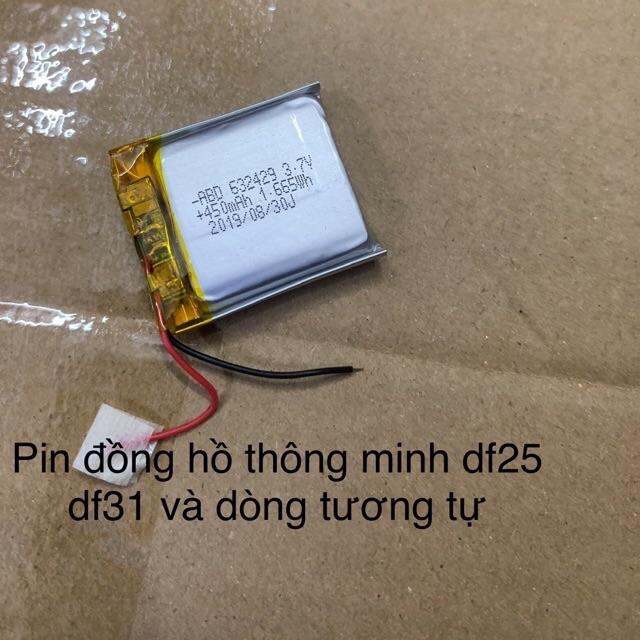 -ABD 632429 3.7V
+450mAh 1.665Wh
2019/08/30J
Pin đồng hồ thông minh df25
df31 và dòng tương tự